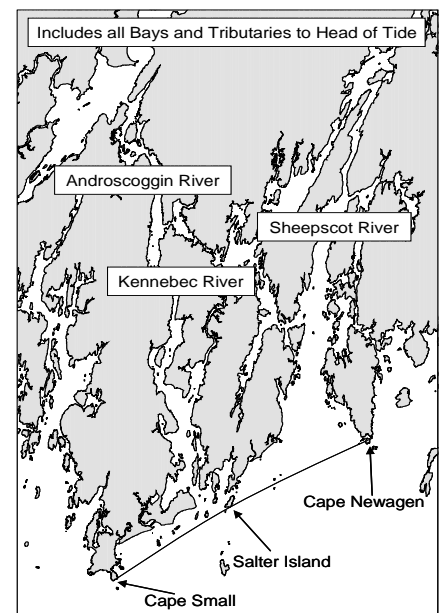 Includes all Bays and Tributaries to Head of Tide
Androscoggin River
Sheepscot River
Kennebec River
Cape Newagen
Salter Island
Cape Small